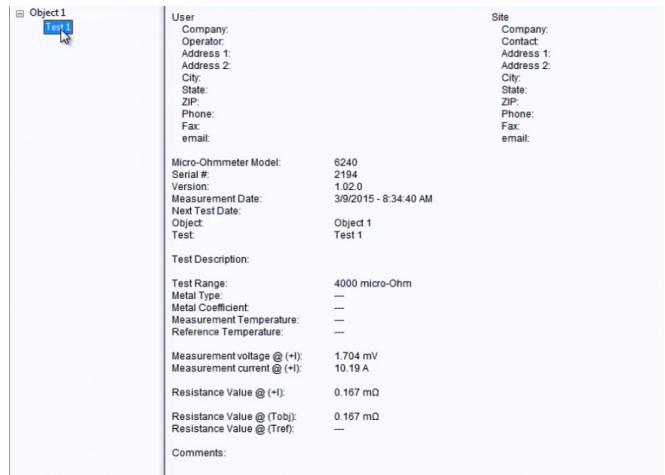 Object 1
Test 1
User Site
Company: Company:
Operator: Contact:
Address 1: Address 1:
Address 2: Address 2:
City: City:
State: State:
ZIP: ZIP:
Phone: Phone:
Fax: Fax:
email: email:
Micro-Ohmmeter Model: 6240
Serial #: 2194
Version: 1.02.0
Measurement Date: 3/9/2015 - 8:34:40 AM
Next Test Date:
Object: Object 1
Test: Test 1
Test Description:
Test Range: 4000 micro-Ohm
Metal Type: ---
Metal Coefficient: ---
Measurement Temperature: ---
Reference Temperature: ---
Measurement voltage @ (+I): 1.704 mV
Measurement current @ (+I): 10.19 A
Resistance Value @ (+I): 0.167 mΩ
Resistance Value @ (Tobj): 0.167 mΩ
Resistance Value @ (Tref): ---
Comments: